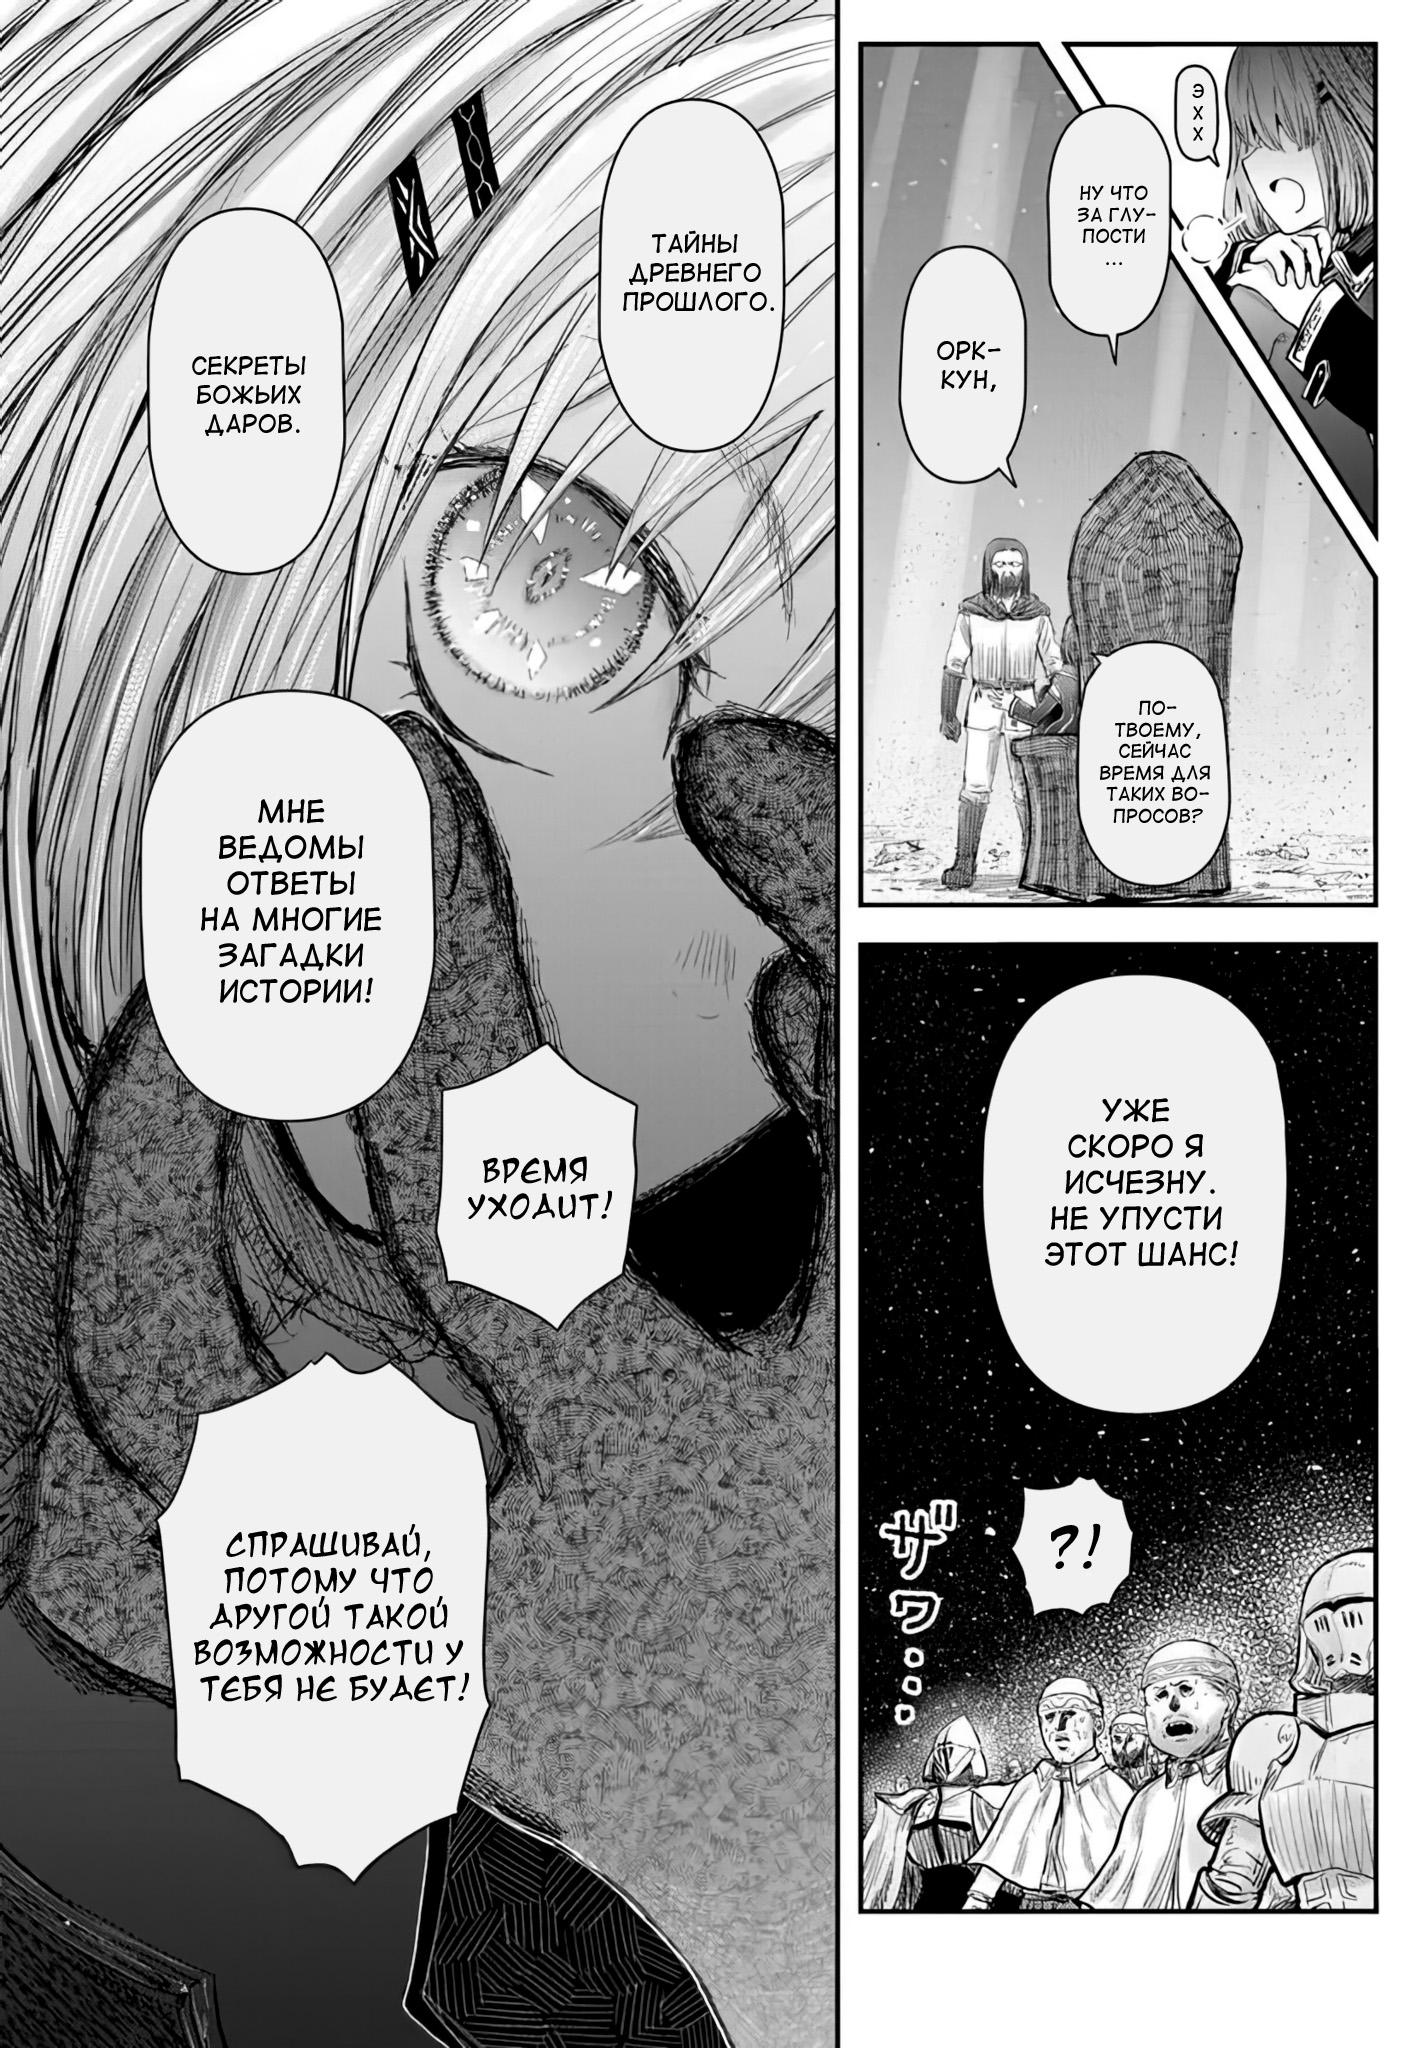 Э
Х
Х
НУ ЧТО
ЗА ГЛУ-
ПОСТИ
...
ОРК-
КУН,
ПО-
ТВОЕМУ,
СЕЙЧАС
ВРЕМЯ ДЛЯ
ТАКИХ ВО-
ПРОСОВ?
УЖЕ
СКОРО Я
ИСЧЕЗНУ.
НЕ УПУСТИ
ЭТОТ ШАНС!
?!
ザワ...
ТАЙНЫ
ДРЕВНЕГО
ПРОШЛОГО.
СЕКРЕТЫ
БОЖЬИХ
ДАРОВ.
МНЕ
ВЕДОМЫ
ОТВЕТЫ
НА МНОГИЕ
ЗАГАДКИ
ИСТОРИИ!
ВРЕМЯ
УХОДИТ!
СПРАШИВАЙ,
ПОТОМУ ЧТО
ДРУГОЙ ТАКОЙ
ВОЗМОЖНОСТИ У
ТЕБЯ НЕ БУДЕТ!